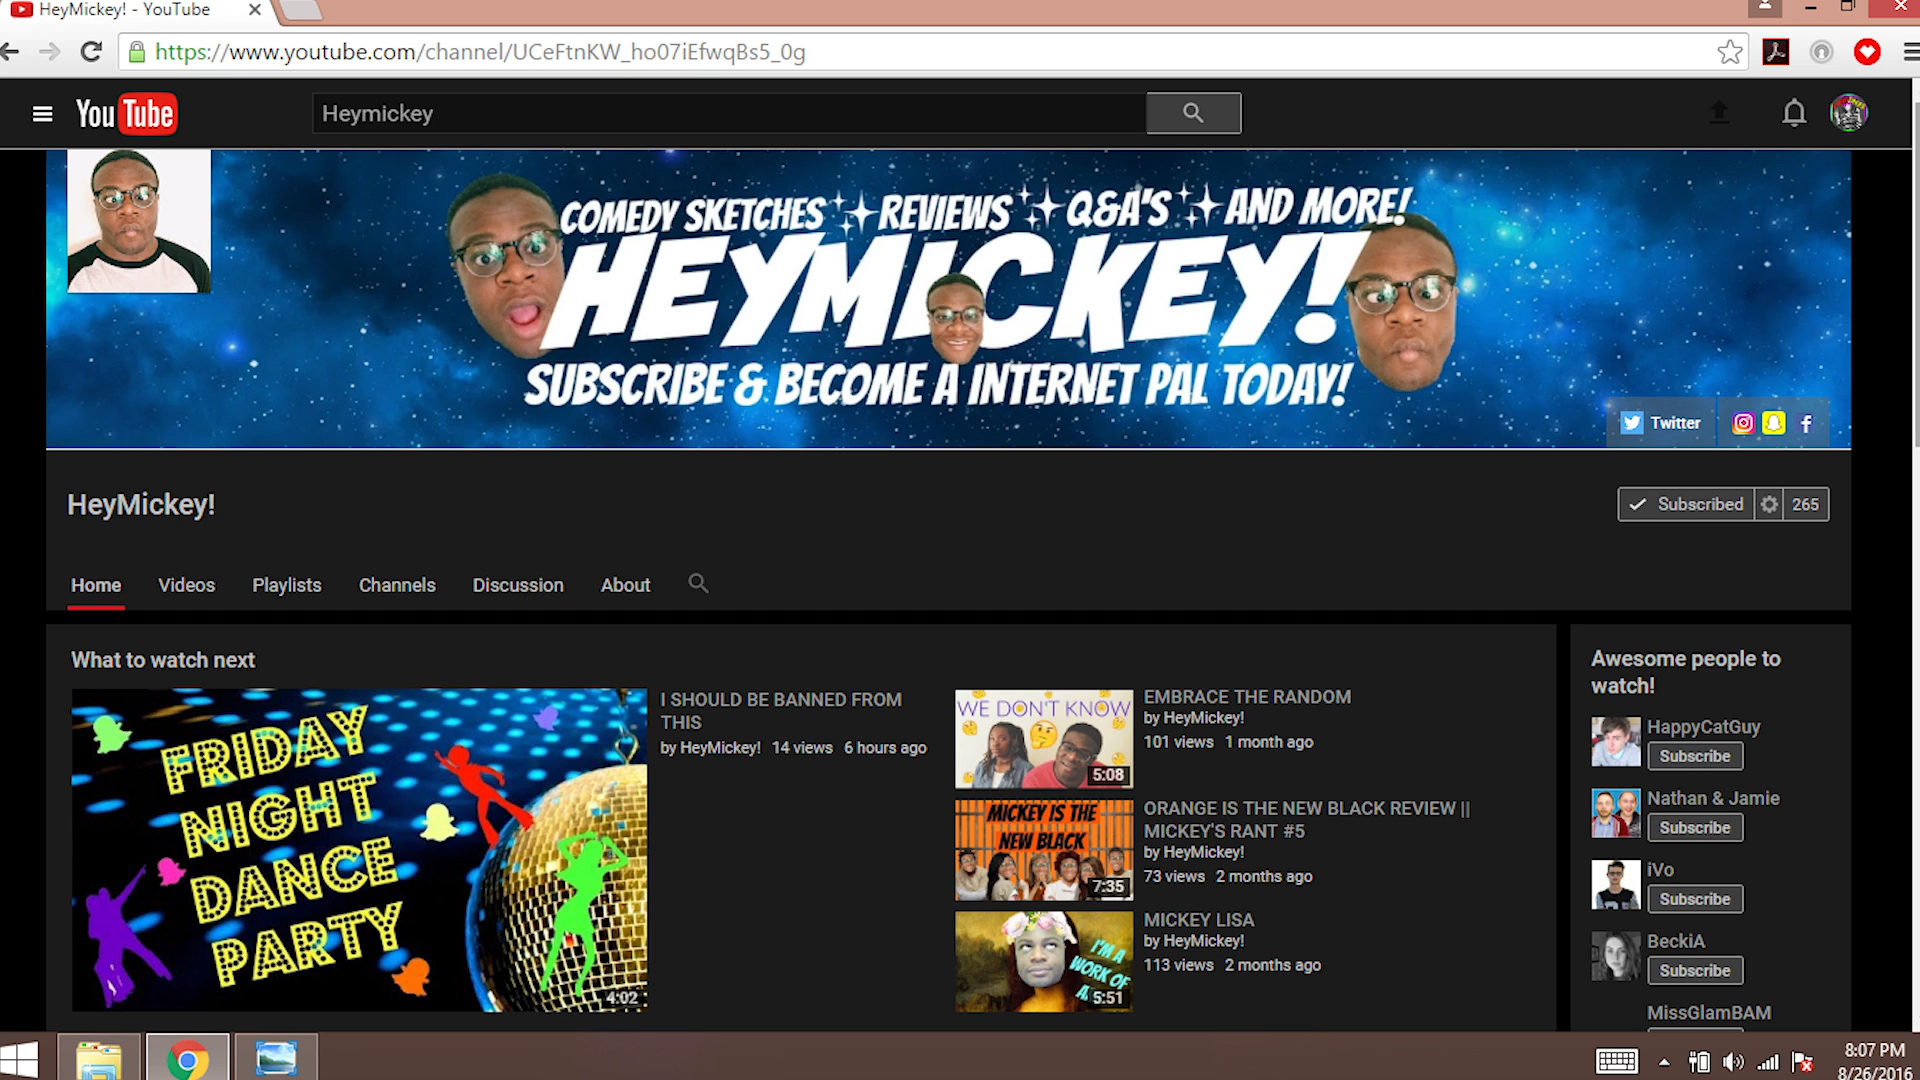 HeyMickey! - YouTube
https://www.youtube.com/channel/UCeFtnKW_ho07iEfwqBs5_0g
YouTube
Heymickey
COMEDY SKETCHES REVIEWS Q&A'S AND MORE!
HEYMICKEY!
SUBSCRIBE & BECOME A INTERNET PAL TODAY!
Twitter
HeyMickey!
Subscribed 265
Home Videos Playlists Channels Discussion About
What to watch next
FRIDAY
NIGHT
DANCE
PARTY
4:02
I SHOULD BE BANNED FROM
THIS
by HeyMickey! 14 views 6 hours ago
WE DON'T KNOW
5:08
EMBRACE THE RANDOM
by HeyMickey!
101 views 1 month ago
MICKEY IS THE
NEW BLACK
7:35
ORANGE IS THE NEW BLACK REVIEW ||
MICKEY'S RANT #5
by HeyMickey!
73 views 2 months ago
I'M A
WORK OF
5:51
MICKEY LISA
by HeyMickey!
113 views 2 months ago
Awesome people to
watch!
HappyCatGuy
Subscribe
Nathan & Jamie
Subscribe
iVo
Subscribe
BeckiA
Subscribe
MissGlamBAM
8:07 PM
8/26/2016